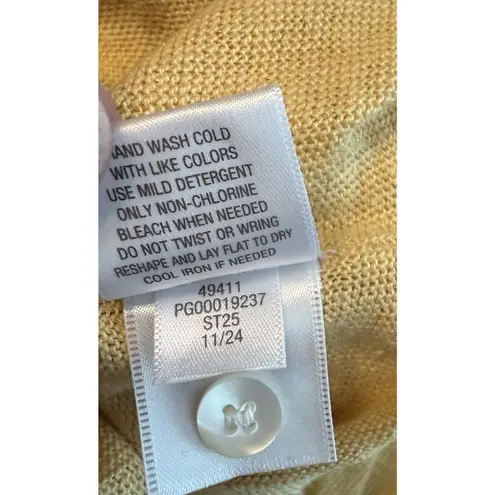 HAND WASH COLD
WITH LIKE COLORS
USE MILD DETERGENT
ONLY NON-CHLORINE
BLEACH WHEN NEEDED
DO NOT TWIST OR WRING
RESHAPE AND LAY FLAT TO DRY
COOL IRON IF NEEDED
49411
PG00019237
ST25
11/24